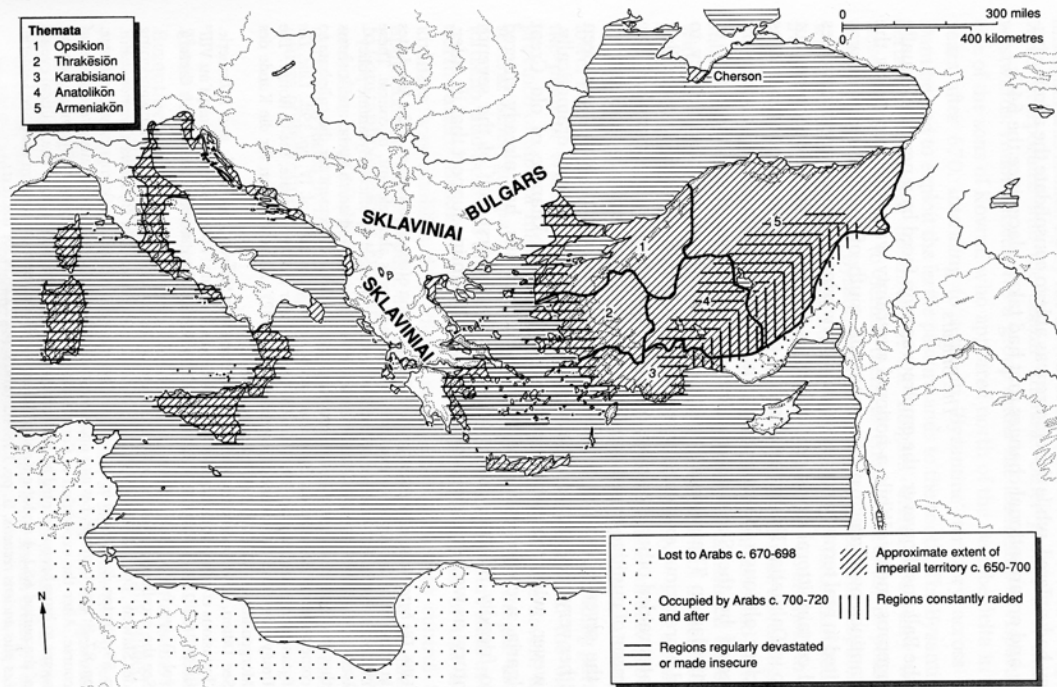 Themata
1 Opsikion
2 Thrakēsiōn
3 Karabisianoi
4 Anatolikōn
5 Armeniakōn
0 300 miles
0 400 kilometres
Cherson
BULGARS
SKLAVINIAI
SKLAVINIAI
1
2
3
4
5
N
Lost to Arabs c. 670-698
Occupied by Arabs c. 700-720
and after
Regions regularly devastated
or made insecure
Approximate extent of
imperial territory c. 650-700
Regions constantly raided